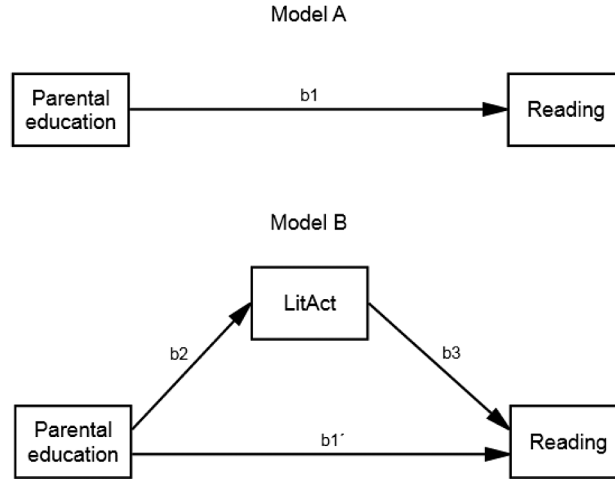 Model A
Parental
education
b1
Reading
Model B
LitAct
b2
b3
Parental
education
b1´
Reading